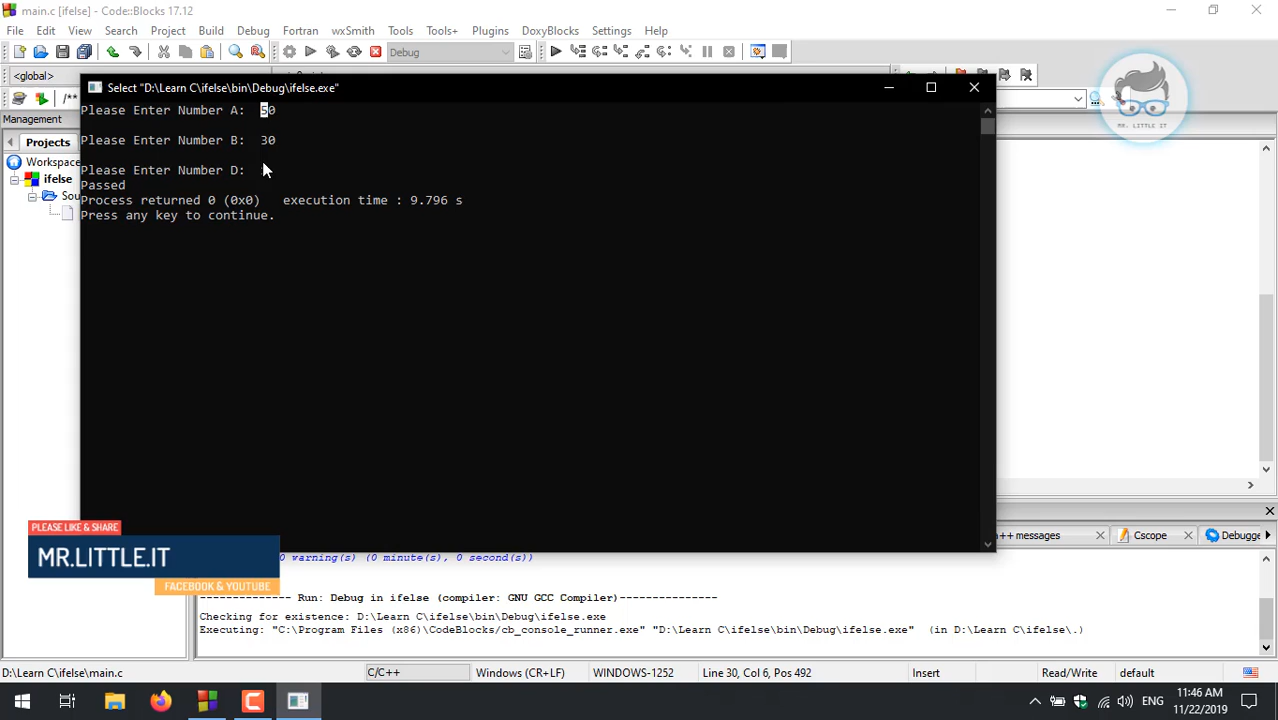 main.c [ifelse] - Code::Blocks 17.12
File Edit View Search Project Build Debug Fortran wxSmith Tools Tools+ Plugins DoxyBlocks Settings Help
Debug
<global>
/**
MR. LITTLE IT
Select "D:\Learn C\ifelse\bin\Debug\ifelse.exe"
Management
Projects
Workspace
ifelse
Sou
Please Enter Number A: 50
Please Enter Number B: 30
Please Enter Number D:
Passed
Process returned 0 (0x0) execution time : 9.796 s
Press any key to continue.
PLEASE LIKE & SHARE
MR.LITTLE.IT
FACEBOOK & YOUTUBE
++ messages
Cscope
Debugge
0 warning(s) (0 minute(s), 0 second(s))
-------------- Run: Debug in ifelse (compiler: GNU GCC Compiler)---------------
Checking for existence: D:\Learn C\ifelse\bin\Debug\ifelse.exe
Executing: "C:\Program Files (x86)\CodeBlocks/cb_console_runner.exe" "D:\Learn C\ifelse\bin\Debug\ifelse.exe" (in D:\Learn C\ifelse\.)
D:\Learn C\ifelse\main.c
C/C++
Windows (CR+LF)
WINDOWS-1252
Line 30, Col 6, Pos 492
Insert
Read/Write
default
ENG
11:46 AM
11/22/2019